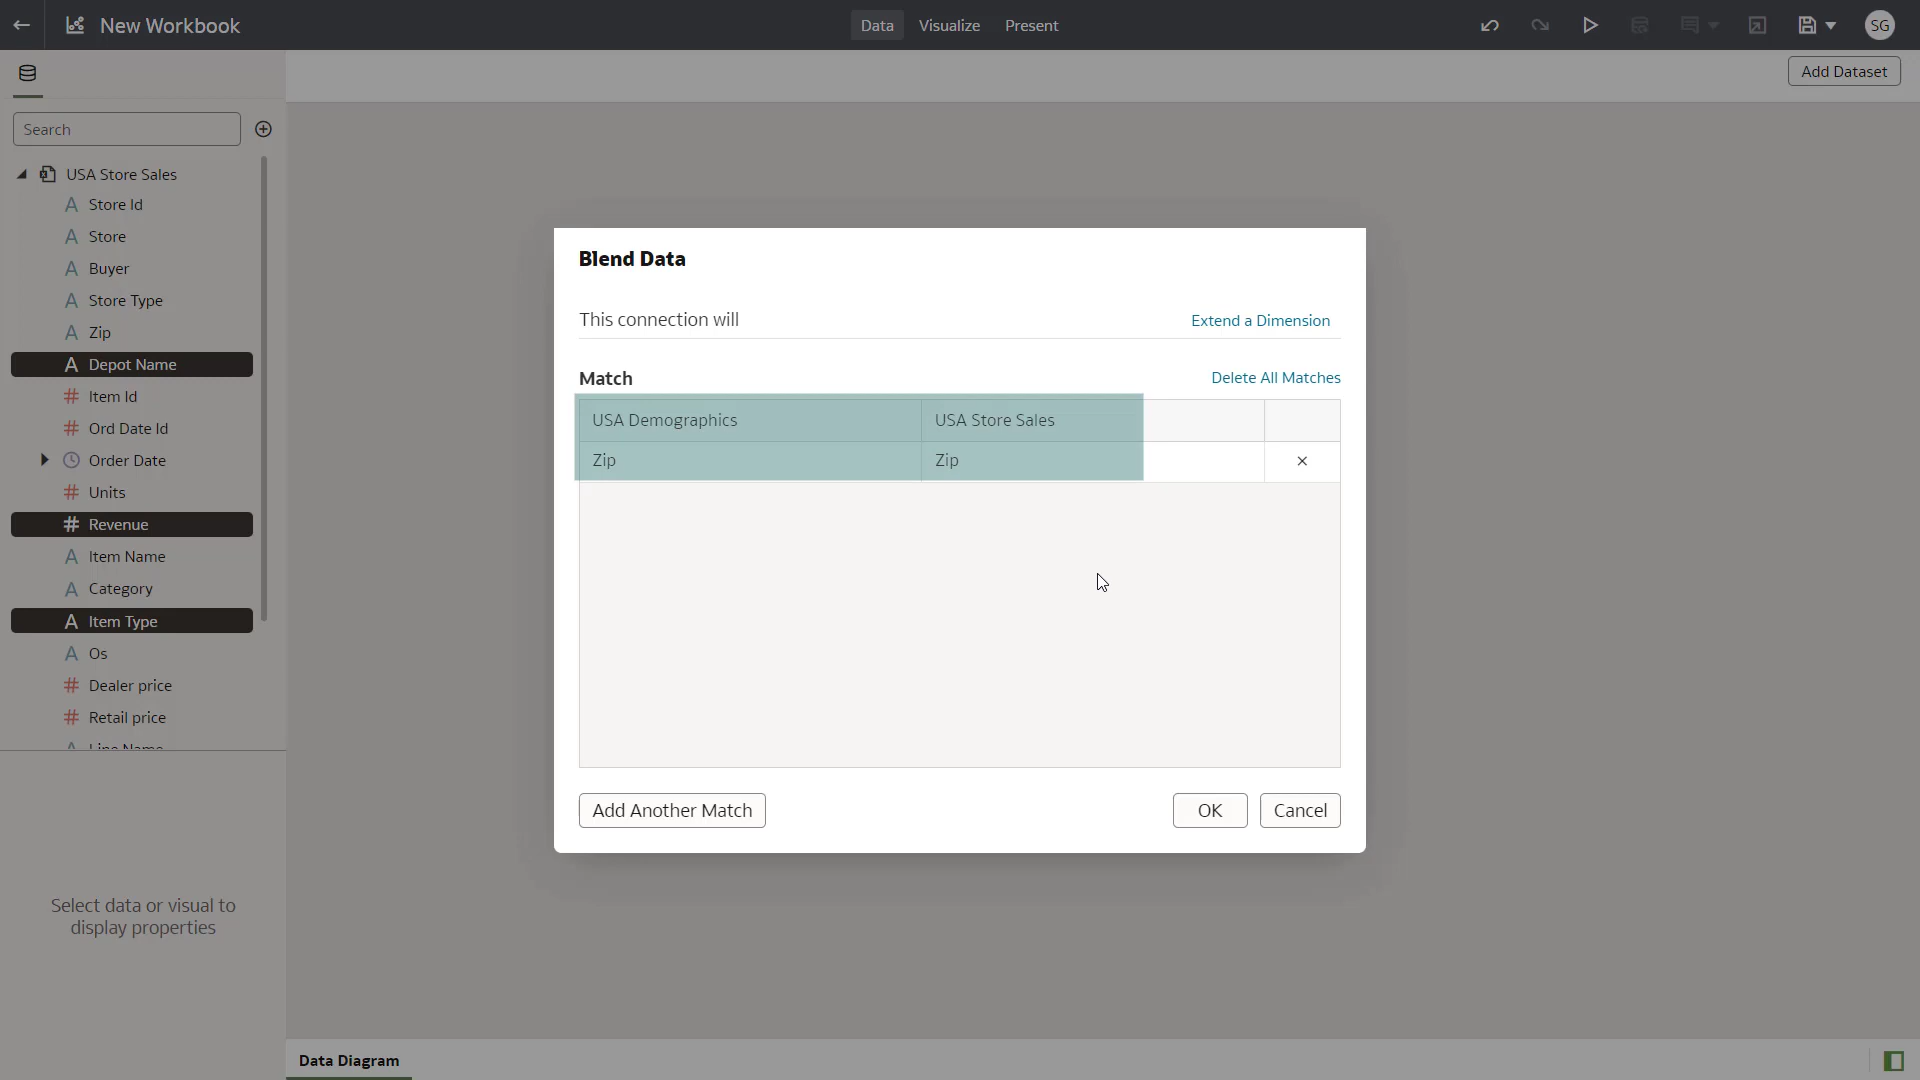 New Workbook
Data Visualize Present
SG
Add Dataset
Search
USA Store Sales
A Store Id
A Store
A Buyer
A Store Type
A Zip
A Depot Name
# Item Id
# Ord Date Id
Order Date
# Units
# Revenue
A Item Name
A Category
A Item Type
A Os
# Dealer price
# Retail price
A Line Name
Select data or visual to
display properties
Blend Data
This connection will Extend a Dimension
Match Delete All Matches
USA Demographics USA Store Sales
Zip Zip
Add Another Match OK Cancel
Data Diagram